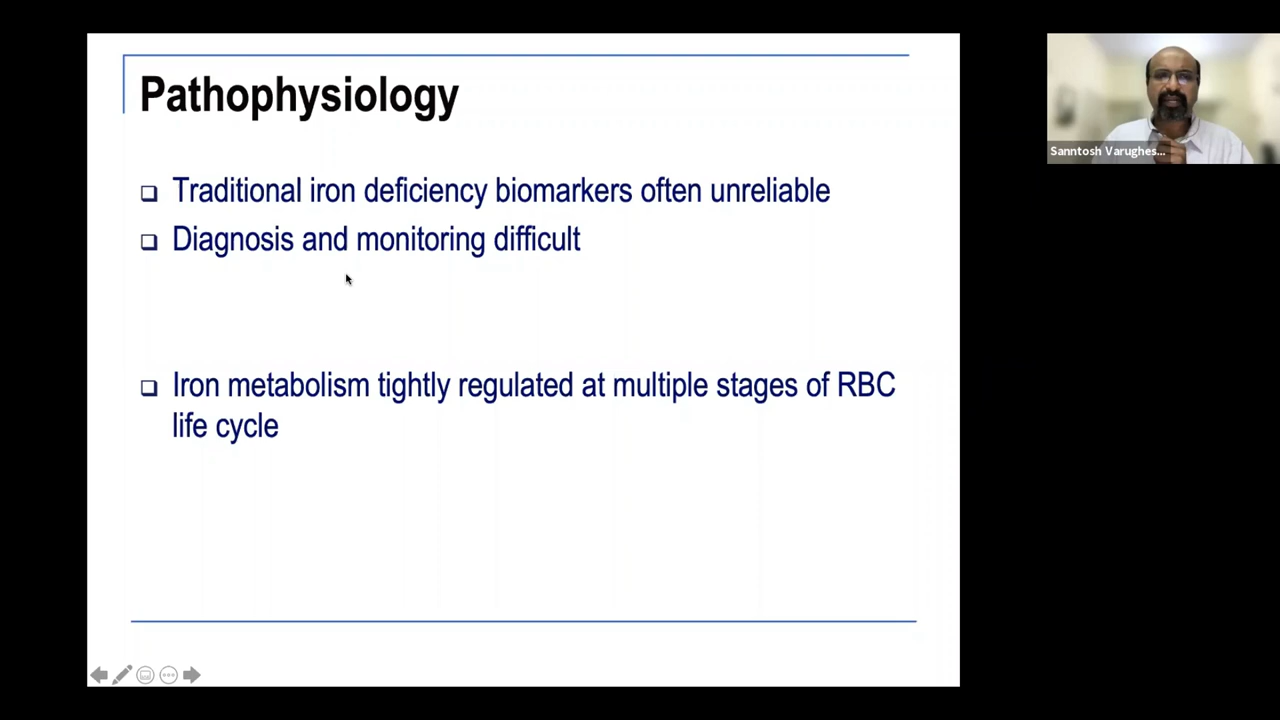 Pathophysiology
Sanntosh Varughes...
Traditional iron deficiency biomarkers often unreliable
Diagnosis and monitoring difficult
Iron metabolism tightly regulated at multiple stages of RBC
life cycle